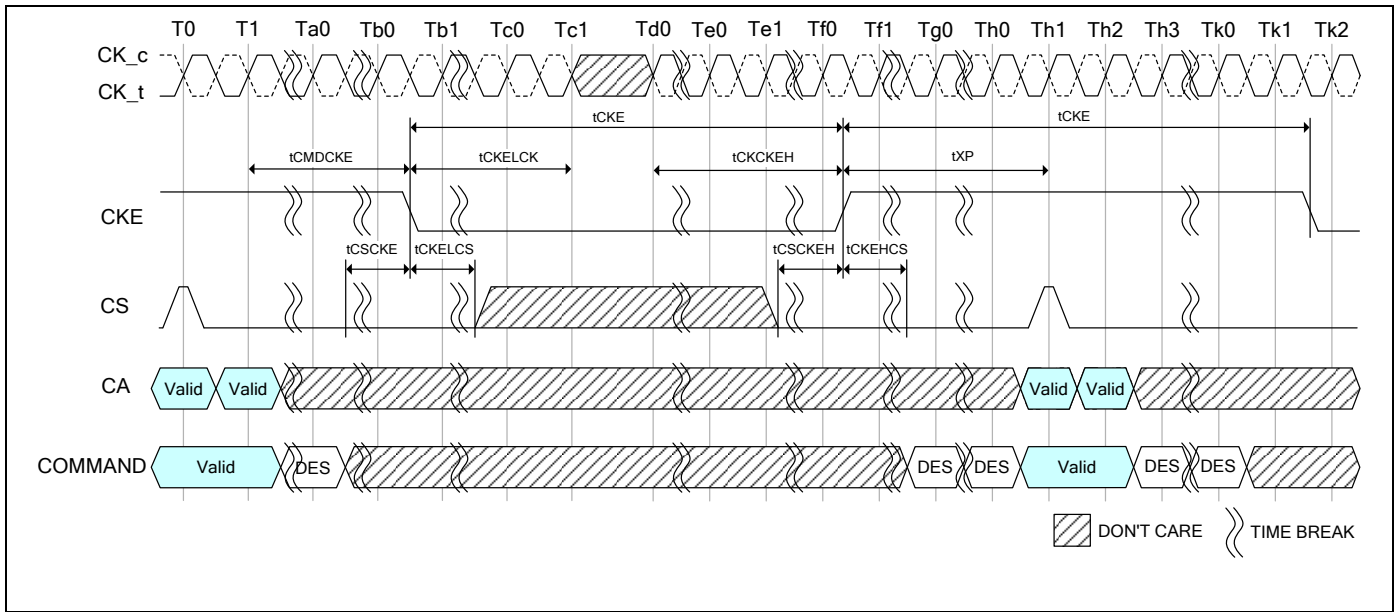 T0 T1 Ta0 Tb0 Tb1 Tc0 Tc1 Td0 Te0 Te1 Tf0 Tf1 Tg0 Th0 Th1 Th2 Th3 Tk0 Tk1 Tk2
CK_c
CK_t
tCKE tCKE
tCMDCKE tCKELCK tCKCKEH tXP
CKE
tCSCKE tCKELCS tCSCKEH tCKEHCS
CS
CA Valid Valid Valid Valid
COMMAND Valid DES DES DES Valid DES DES
DON'T CARE TIME BREAK